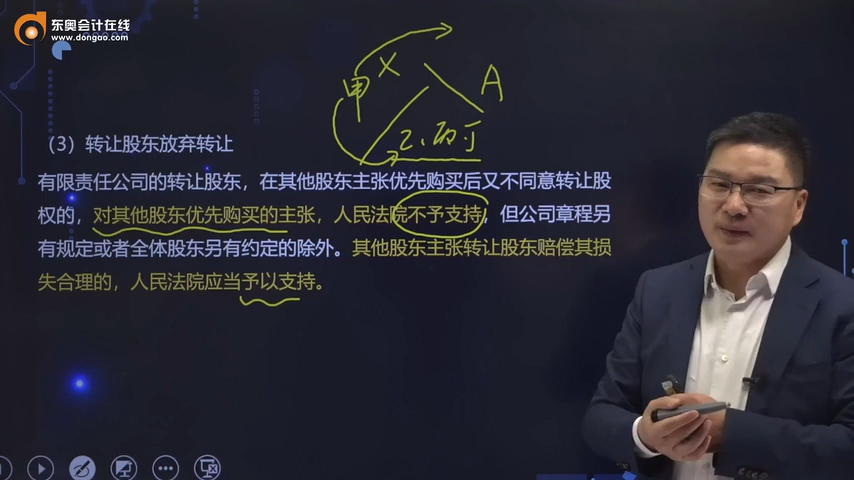 东奥会计在线
www.dongao.com
甲 X
A
乙、丙、丁
（3）转让股东放弃转让
有限责任公司的转让股东，在其他股东主张优先购买后又不同意转让股
权的，对其他股东优先购买的主张，人民法院不予支持，但公司章程另
有规定或者全体股东另有约定的除外。其他股东主张转让股东赔偿其损
失合理的，人民法院应当予以支持。